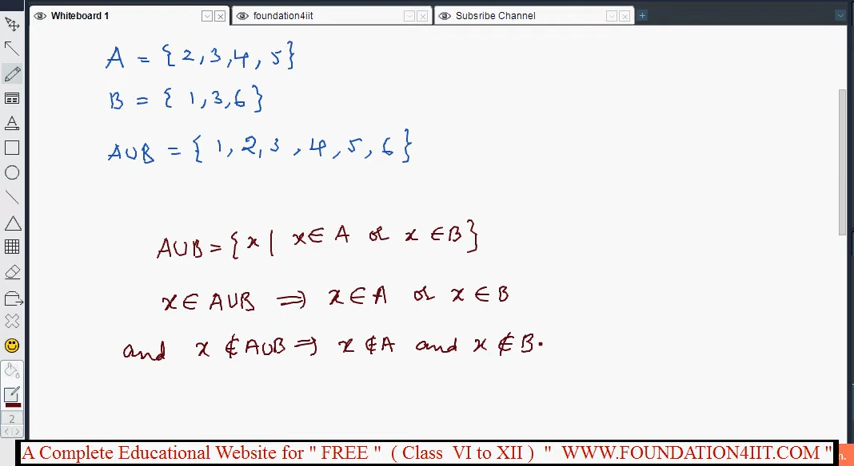 Whiteboard 1
foundation4iit
Subsribe Channel
A = {2,3,4,5}
B = {1,3,6}
A∪B = {1,2,3,4,5,6}
A∪B = {x | x∈A or x∈B}
x∈A∪B ⟹ x∈A or x∈B
and x∉A∪B ⟹ x∉A and x∉B.
2
A Complete Educational Website for " FREE " ( Class VI to XII ) " WWW.FOUNDATION4IIT.COM "